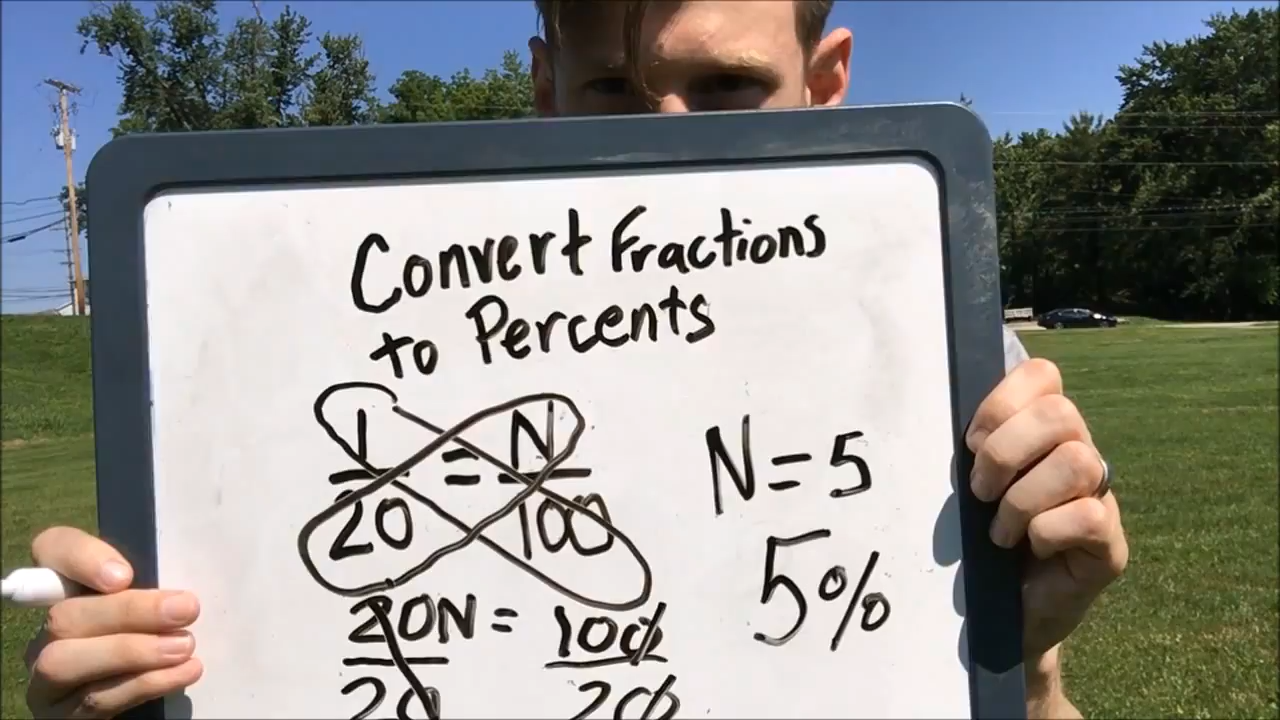 Convert Fractions
to Percents
1/20 = N/100
N = 5
5%
20N/20 = 100/20